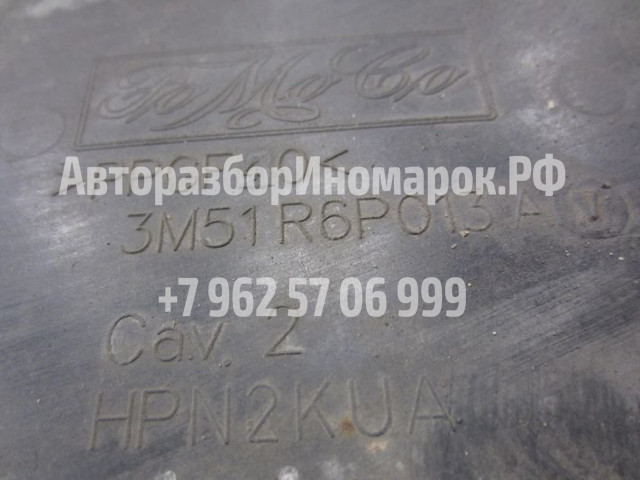 FoMoCo
АвторазборИномарок.РФ
3M51 R6P013 A
+7 962 57 06 999
Cav. 2
HPN2KUA